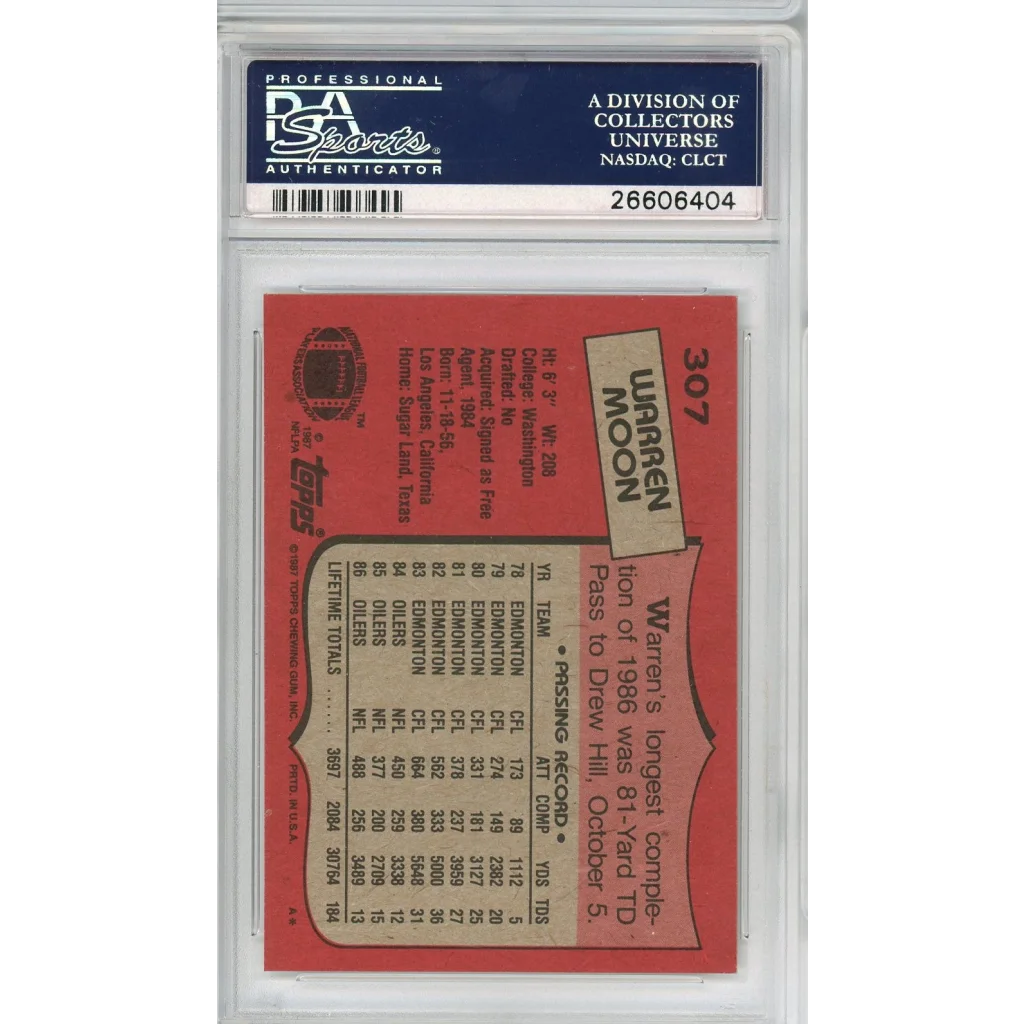 PROFESSIONAL
PSA
Sports®
AUTHENTICATOR
A DIVISION OF
COLLECTORS
UNIVERSE
NASDAQ: CLCT
26606404
307
WARREN
MOON
Ht: 6' 3" Wt: 208
College: Washington
Drafted: No
Acquired: Signed as Free
Agent, 1984
Born: 11-18-56,
Los Angeles, California
Home: Sugar Land, Texas
NATIONAL FOOTBALL LEAGUE
PLAYERS ASSOCIATION
™
© 1987
NFLPA
topps®
Warren's longest comple-
tion of 1986 was 81-Yard TD
Pass to Drew Hill, October 5.
• PASSING RECORD •
YR TEAM ATT COMP YDS TDS
78 EDMONTON CFL 173 89 1112 5
79 EDMONTON CFL 274 149 2382 20
80 EDMONTON CFL 331 181 3127 25
81 EDMONTON CFL 378 237 3959 27
82 EDMONTON CFL 562 333 5000 36
83 EDMONTON CFL 664 380 5648 31
84 OILERS NFL 450 259 3338 12
85 OILERS NFL 377 200 2709 15
86 OILERS NFL 488 256 3489 13
LIFETIME TOTALS ...... 3697 2084 30764 184
© 1987 TOPPS CHEWING GUM, INC. ★ PRTD. IN U.S.A. A*